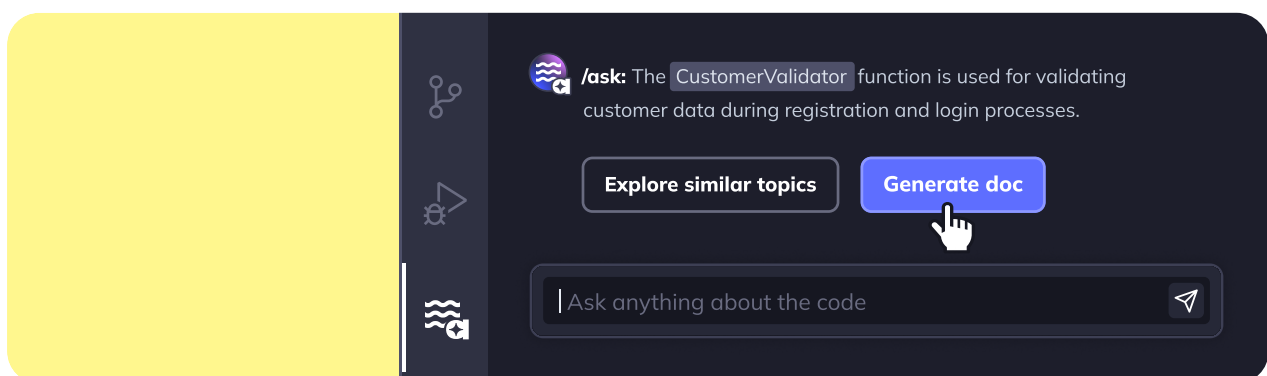 /ask: The CustomerValidator function is used for validating
customer data during registration and login processes.
Explore similar topics
Generate doc
Ask anything about the code